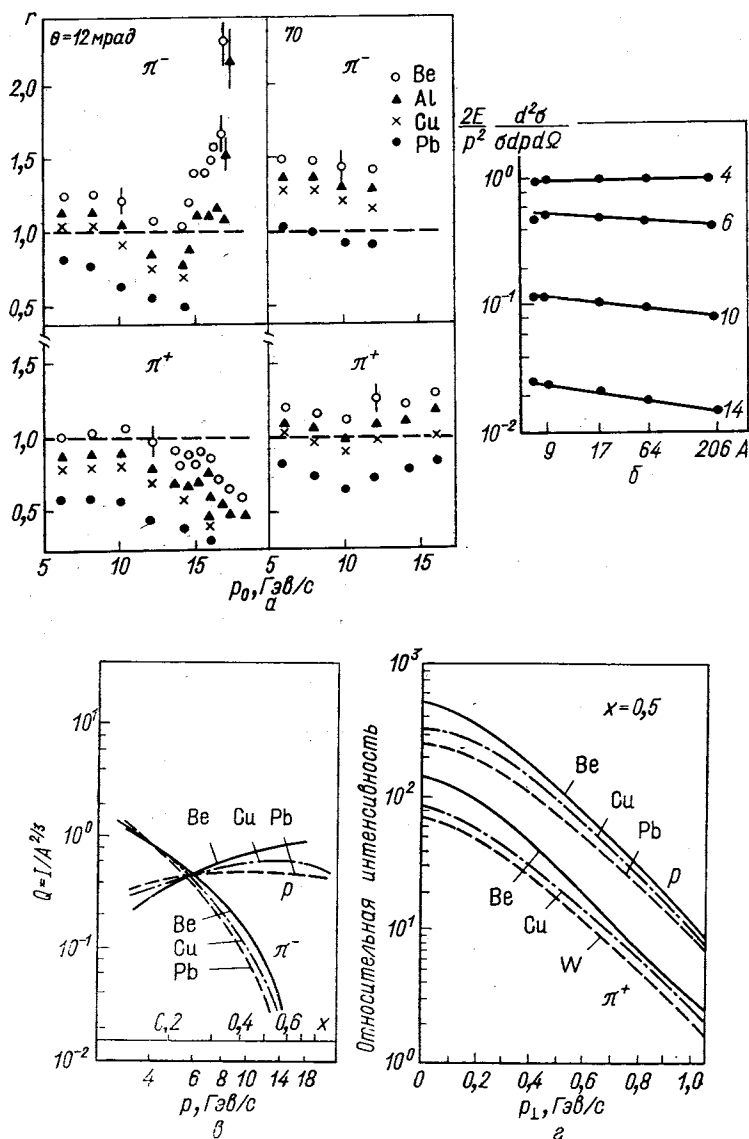 r
θ=12 мрад
70
π⁻
π⁻
○ Be
▲ Al
× Cu
● Pb
2,0
1,5
1,0
0,5
π⁺
π⁺
1,5
1,0
0,5
5 10 15 20 5 10 15
p₀, Гэв/с
а
2E/p² d²σ/σdpdΩ
10⁰
10⁻¹
10⁻²
4
6
10
14
9 17 64 206 A
б
Q=I/A^2/3
10¹
10⁰
10⁻¹
10⁻²
Be Cu Pb
p
Be
Cu
Pb
π⁻
0,2 0,4 0,6 x
4 6 8 10 14 18
p, Гэв/с
в
Относительная интенсивность
10³
10²
10¹
10⁰
x=0,5
Be
Cu
Pb
p
Be
Cu
W
π⁺
0 0,2 0,4 0,6 0,8 1,0
p⊥, Гэв/с
г